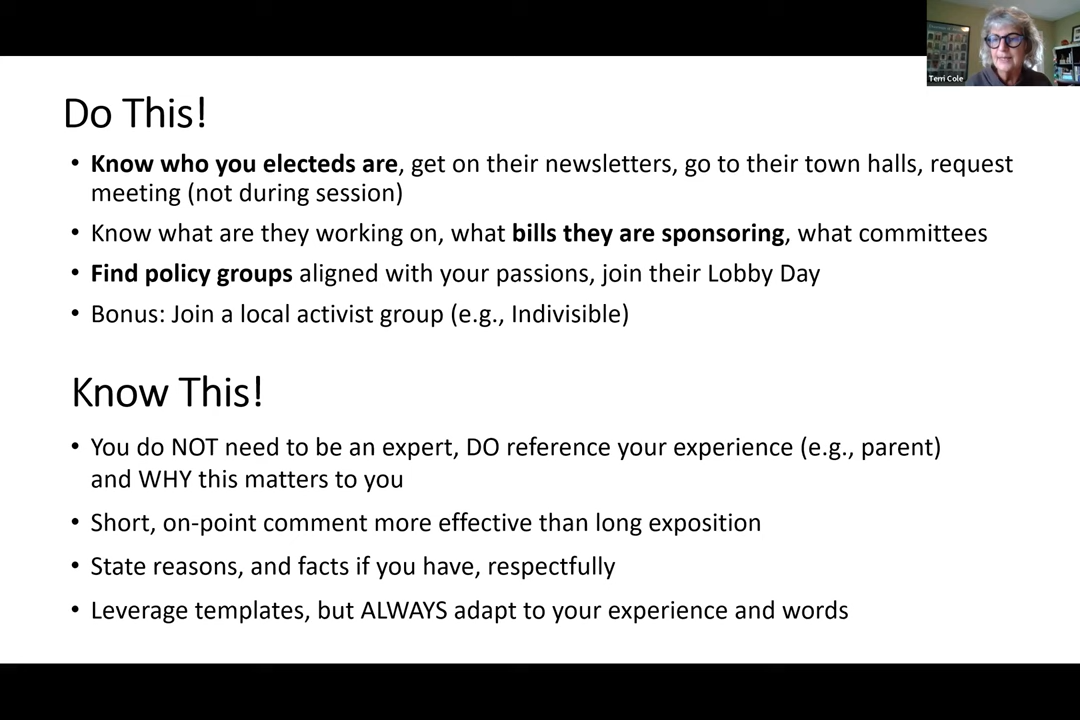 Terri Cole
Do This!
• Know who you electeds are, get on their newsletters, go to their town halls, request
meeting (not during session)
• Know what are they working on, what bills they are sponsoring, what committees
• Find policy groups aligned with your passions, join their Lobby Day
• Bonus: Join a local activist group (e.g., Indivisible)
Know This!
• You do NOT need to be an expert, DO reference your experience (e.g., parent)
and WHY this matters to you
• Short, on-point comment more effective than long exposition
• State reasons, and facts if you have, respectfully
• Leverage templates, but ALWAYS adapt to your experience and words